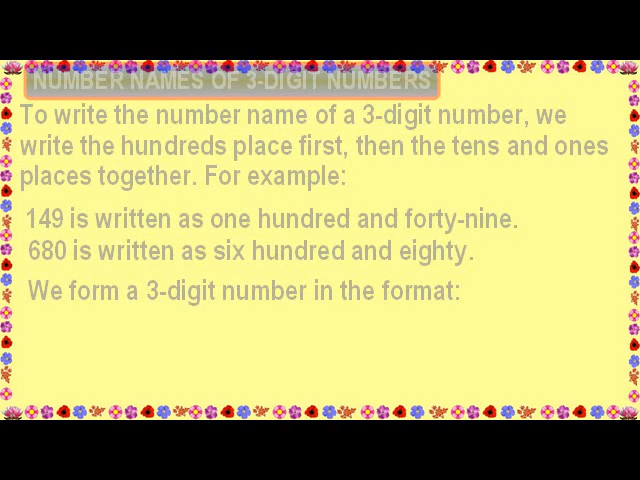 NUMBER NAMES OF 3-DIGIT NUMBERS
To write the number name of a 3-digit number, we
write the hundreds place first, then the tens and ones
places together. For example:
149 is written as one hundred and forty-nine.
680 is written as six hundred and eighty.
We form a 3-digit number in the format: